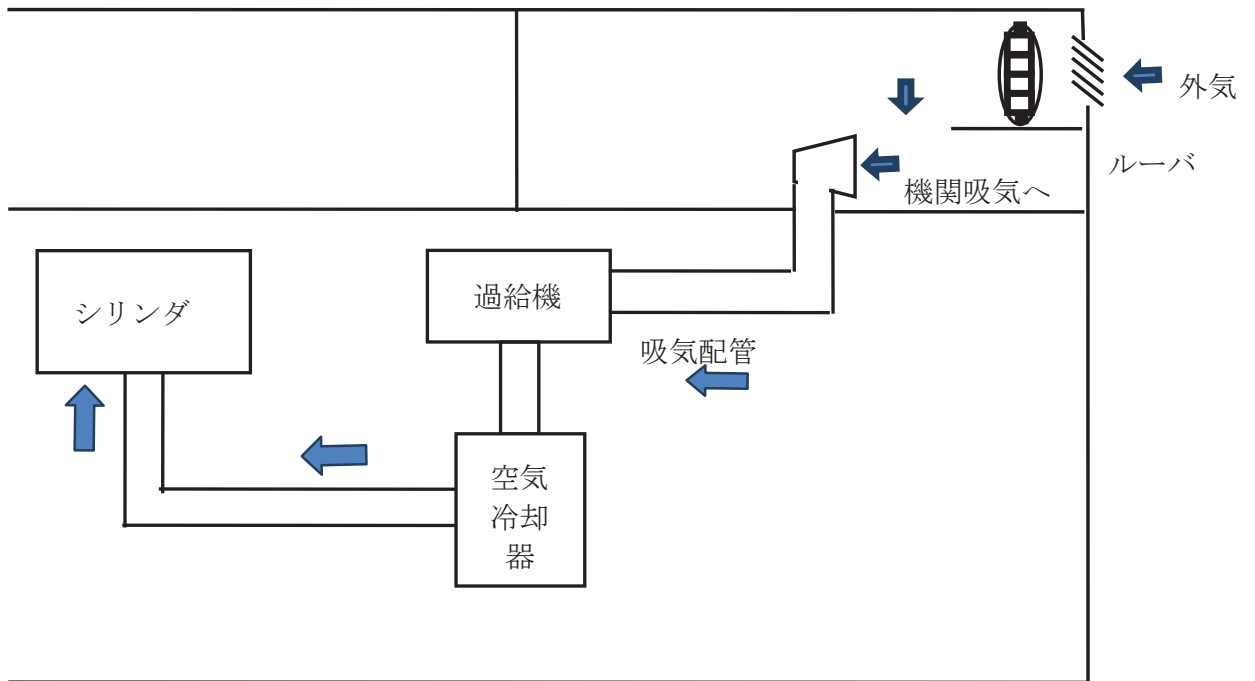 外気
ルーバ
機関吸気へ
過給機
シリンダ
吸気配管
空気
冷却
器